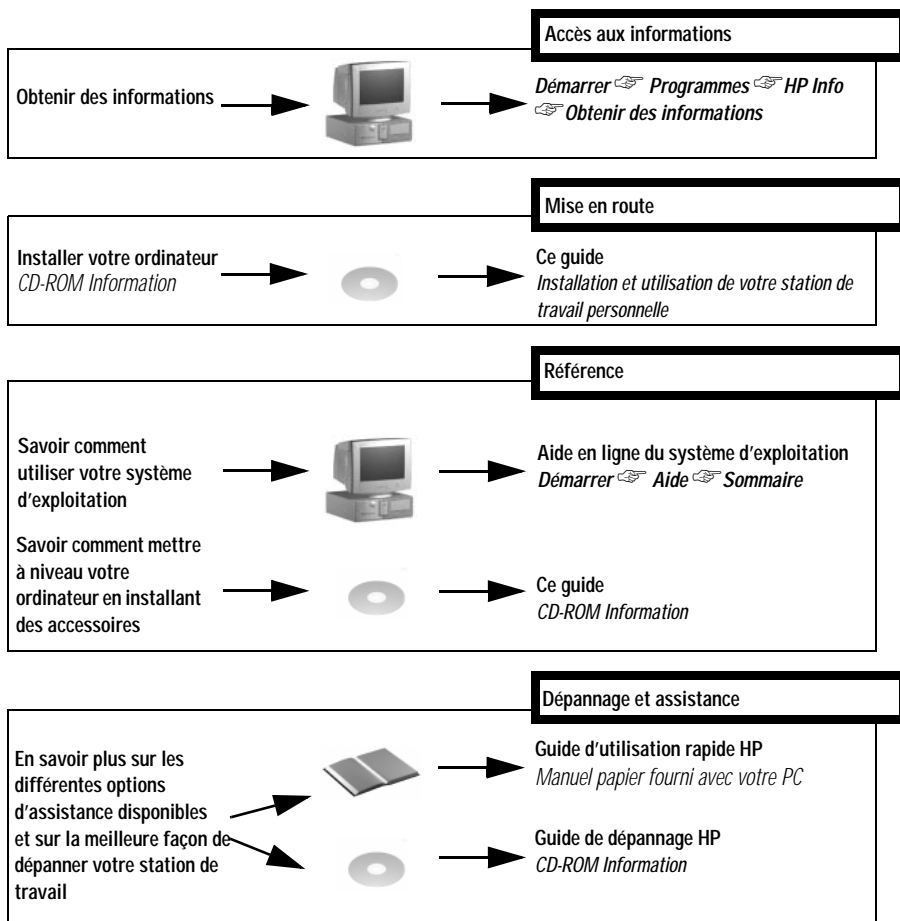 Accès aux informations
Obtenir des informations
Démarrer ☞ Programmes ☞ HP Info
☞ Obtenir des informations
Mise en route
Installer votre ordinateur
CD-ROM Information
Ce guide
Installation et utilisation de votre station de
travail personnelle
Référence
Savoir comment
utiliser votre système
d'exploitation
Aide en ligne du système d'exploitation
Démarrer ☞ Aide ☞ Sommaire
Savoir comment mettre
à niveau votre
ordinateur en installant
des accessoires
Ce guide
CD-ROM Information
Dépannage et assistance
En savoir plus sur les
différentes options
d'assistance disponibles
et sur la meilleure façon de
dépanner votre station de
travail
Guide d'utilisation rapide HP
Manuel papier fourni avec votre PC
Guide de dépannage HP
CD-ROM Information